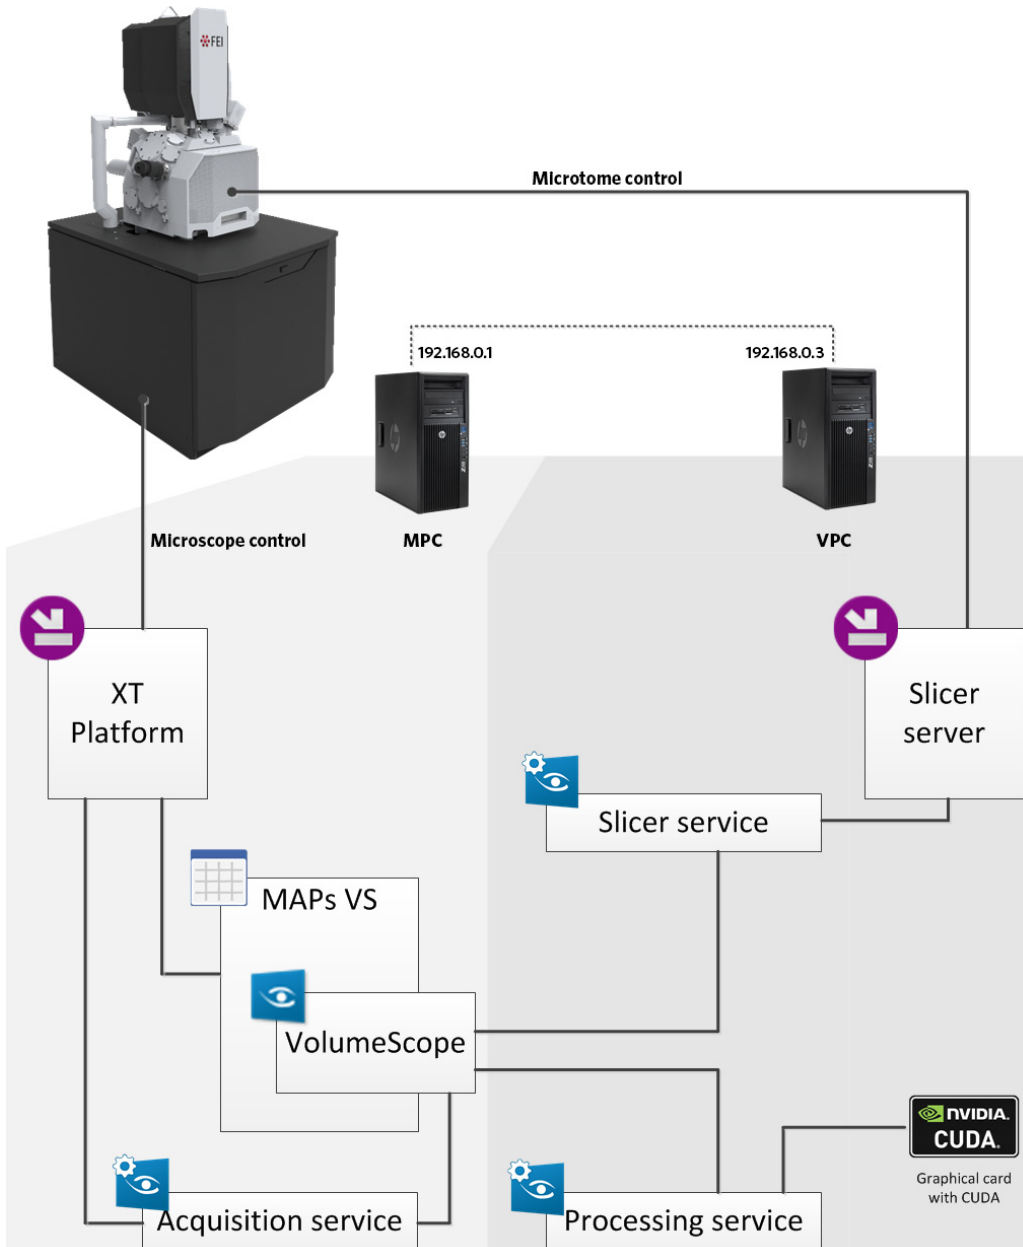 FEI
Microtome control
192.168.0.1
192.168.0.3
Microscope control
MPC
VPC
XT
Platform
Slicer
server
Slicer service
MAPs VS
VolumeScope
NVIDIA.
CUDA.
Graphical card
with CUDA
Acquisition service
Processing service